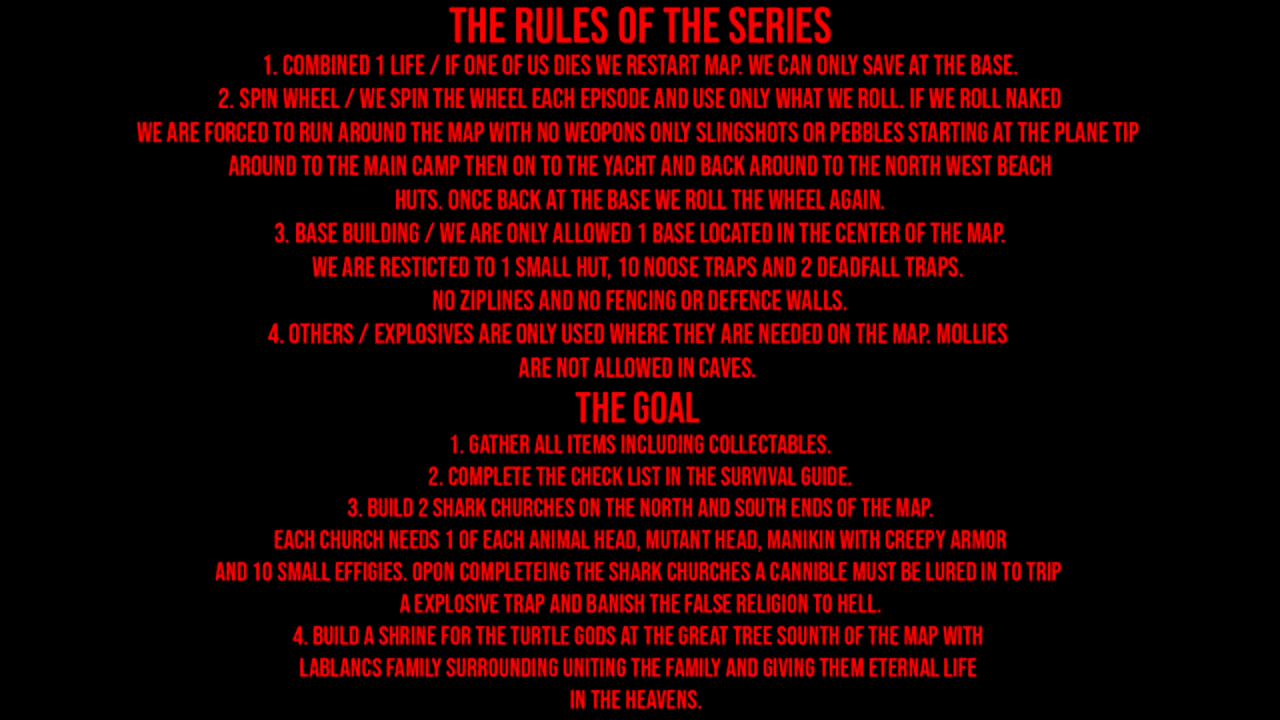 THE RULES OF THE SERIES
1. COMBINED 1 LIFE / IF ONE OF US DIES WE RESTART MAP. WE CAN ONLY SAVE AT THE BASE.
2. SPIN WHEEL / WE SPIN THE WHEEL EACH EPISODE AND USE ONLY WHAT WE ROLL. IF WE ROLL NAKED
WE ARE FORCED TO RUN AROUND THE MAP WITH NO WEOPONS ONLY SLINGSHOTS OR PEBBLES STARTING AT THE PLANE TIP
AROUND TO THE MAIN CAMP THEN ON TO THE YACHT AND BACK AROUND TO THE NORTH WEST BEACH
HUTS. ONCE BACK AT THE BASE WE ROLL THE WHEEL AGAIN.
3. BASE BUILDING / WE ARE ONLY ALLOWED 1 BASE LOCATED IN THE CENTER OF THE MAP.
WE ARE RESTICTED TO 1 SMALL HUT, 10 NOOSE TRAPS AND 2 DEADFALL TRAPS.
NO ZIPLINES AND NO FENCING OR DEFENCE WALLS.
4. OTHERS / EXPLOSIVES ARE ONLY USED WHERE THEY ARE NEEDED ON THE MAP. MOLLIES
ARE NOT ALLOWED IN CAVES.
THE GOAL
1. GATHER ALL ITEMS INCLUDING COLLECTABLES.
2. COMPLETE THE CHECK LIST IN THE SURVIVAL GUIDE.
3. BUILD 2 SHARK CHURCHES ON THE NORTH AND SOUTH ENDS OF THE MAP.
EACH CHURCH NEEDS 1 OF EACH ANIMAL HEAD, MUTANT HEAD, MANIKIN WITH CREEPY ARMOR
AND 10 SMALL EFFIGIES. OPON COMPLETEING THE SHARK CHURCHES A CANNIBLE MUST BE LURED IN TO TRIP
A EXPLOSIVE TRAP AND BANISH THE FALSE RELIGION TO HELL.
4. BUILD A SHRINE FOR THE TURTLE GODS AT THE GREAT TREE SOUNTH OF THE MAP WITH
LABLANCS FAMILY SURROUNDING UNITING THE FAMILY AND GIVING THEM ETERNAL LIFE
IN THE HEAVENS.